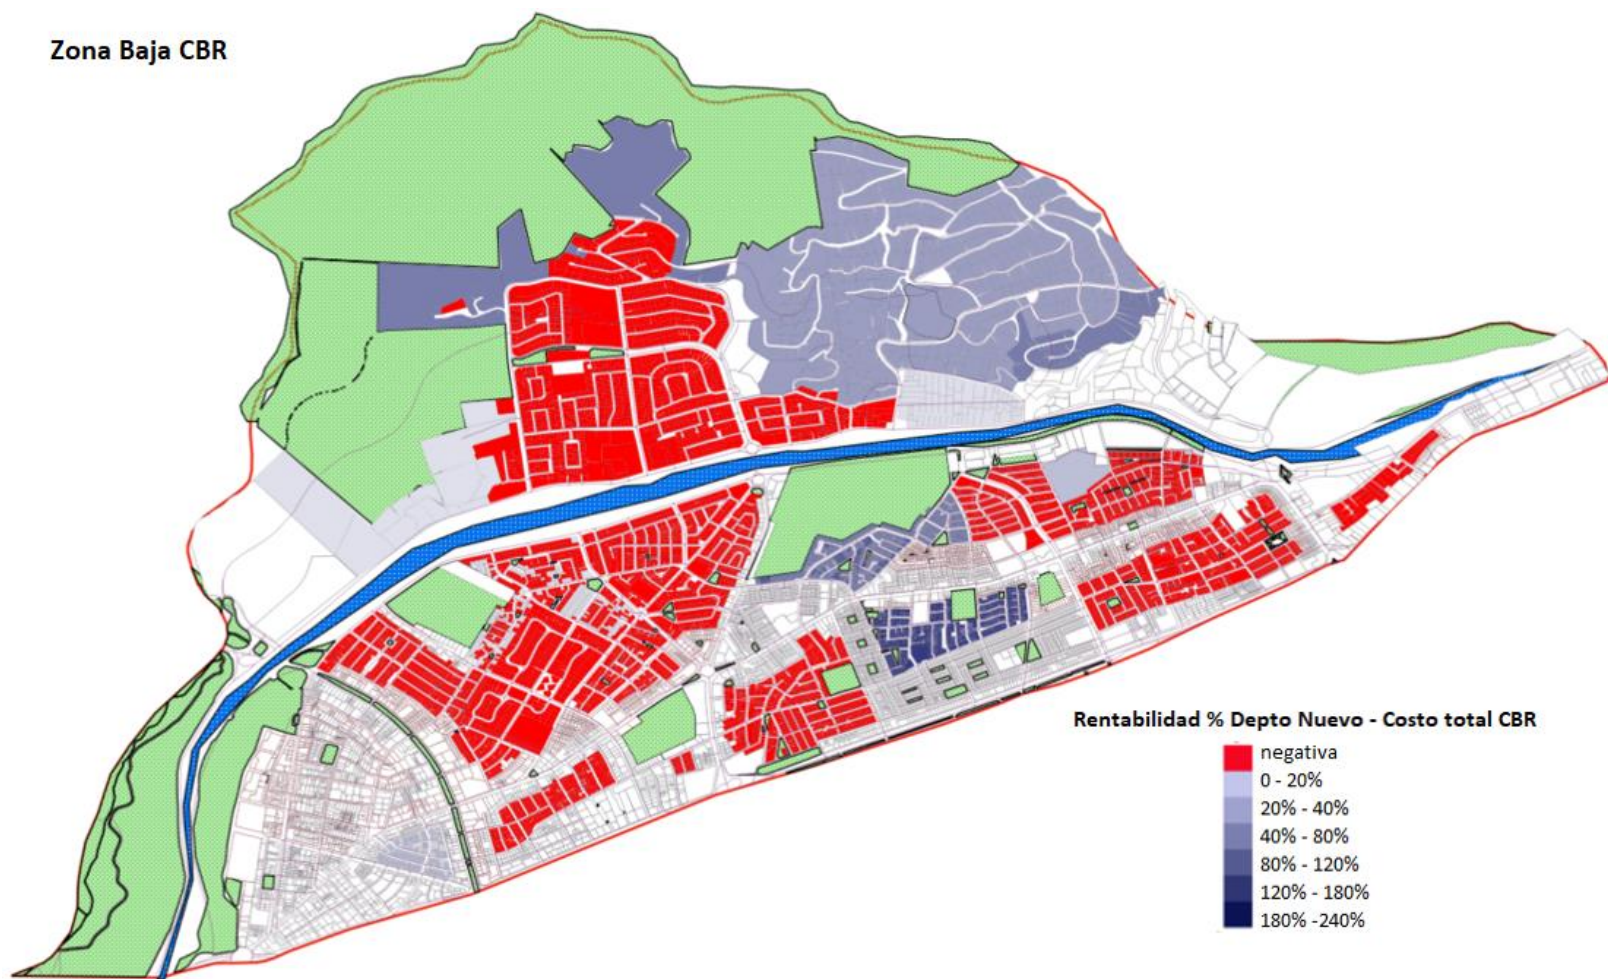 Zona Baja CBR
Rentabilidad % Depto Nuevo - Costo total CBR
negativa
0 - 20%
20% - 40%
40% - 80%
80% - 120%
120% - 180%
180% -240%